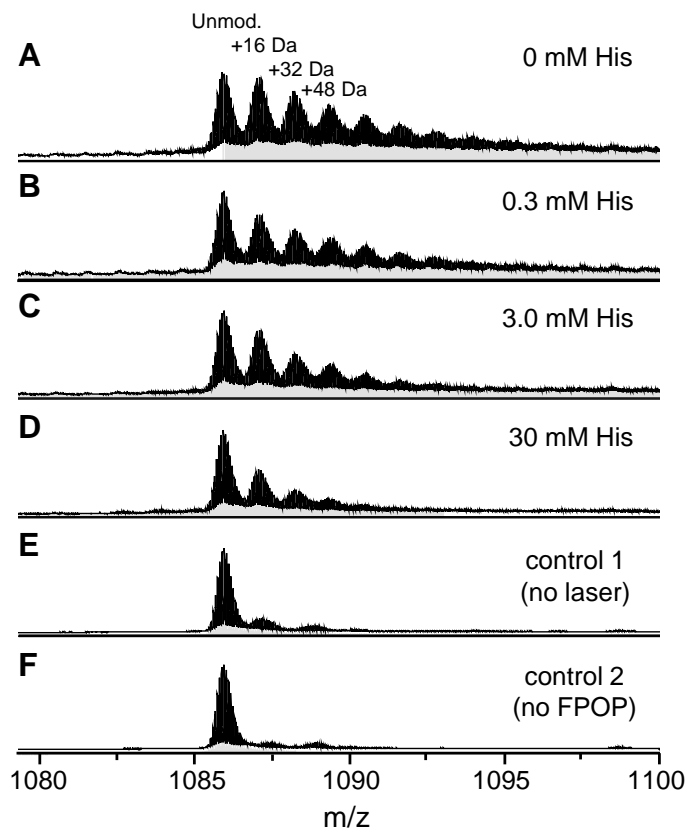 Unmod.
+16 Da
+32 Da
+48 Da
A
0 mM His
B
0.3 mM His
C
3.0 mM His
D
30 mM His
E
control 1
(no laser)
F
control 2
(no FPOP)
1080 1085 1090 1095 1100
m/z